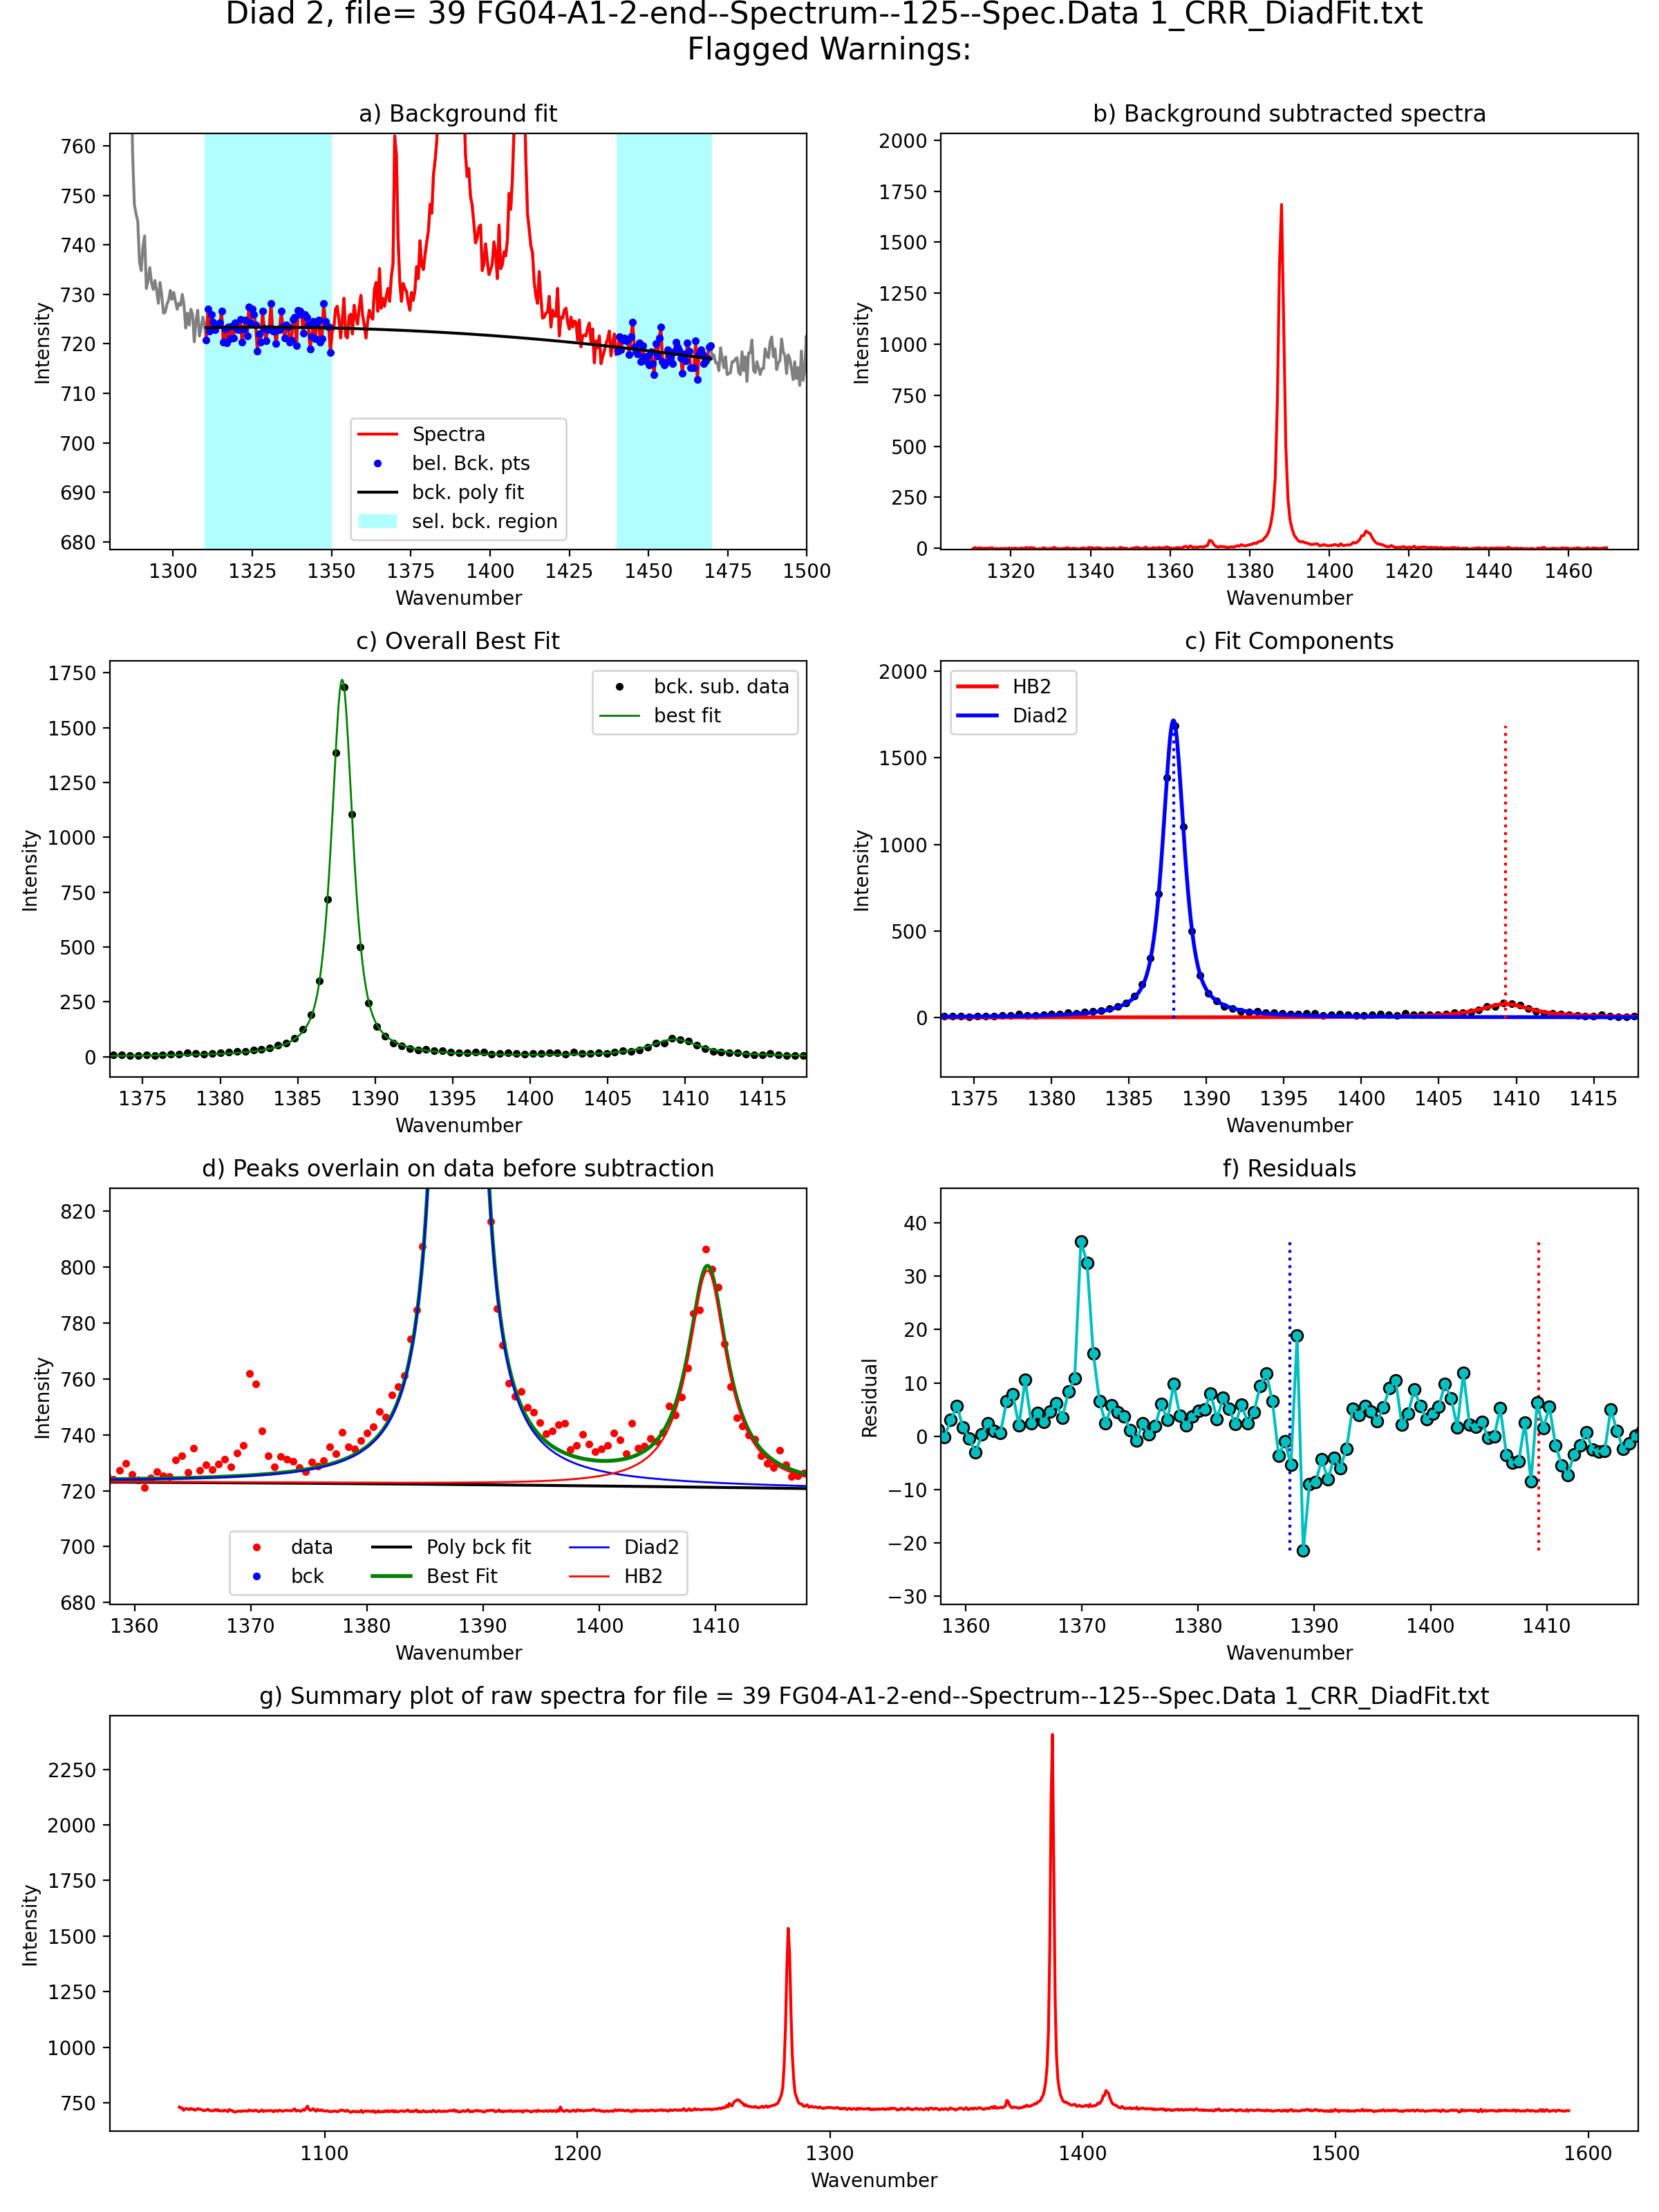 Diad 2, file= 39 FG04-A1-2-end--Spectrum--125--Spec.Data 1_CRR_DiadFit.txt
Flagged Warnings:
a) Background fit
760
750
740
730
720
710
700
690
680
Intensity
Spectra
bel. Bck. pts
bck. poly fit
sel. bck. region
1300 1325 1350 1375 1400 1425 1450 1475 1500
Wavenumber
b) Background subtracted spectra
2000
1750
1500
1250
1000
750
500
250
0
Intensity
1320 1340 1360 1380 1400 1420 1440 1460
Wavenumber
c) Overall Best Fit
1750
1500
1250
1000
750
500
250
0
Intensity
bck. sub. data
best fit
1375 1380 1385 1390 1395 1400 1405 1410 1415
Wavenumber
c) Fit Components
2000
1500
1000
500
0
Intensity
HB2
Diad2
1375 1380 1385 1390 1395 1400 1405 1410 1415
Wavenumber
d) Peaks overlain on data before subtraction
820
800
780
760
740
720
700
680
Intensity
data Poly bck fit Diad2
bck Best Fit HB2
1360 1370 1380 1390 1400 1410
Wavenumber
f) Residuals
40
30
20
10
0
−10
−20
−30
Residual
1360 1370 1380 1390 1400 1410
Wavenumber
g) Summary plot of raw spectra for file = 39 FG04-A1-2-end--Spectrum--125--Spec.Data 1_CRR_DiadFit.txt
2250
2000
1750
1500
1250
1000
750
Intensity
1100 1200 1300 1400 1500 1600
Wavenumber